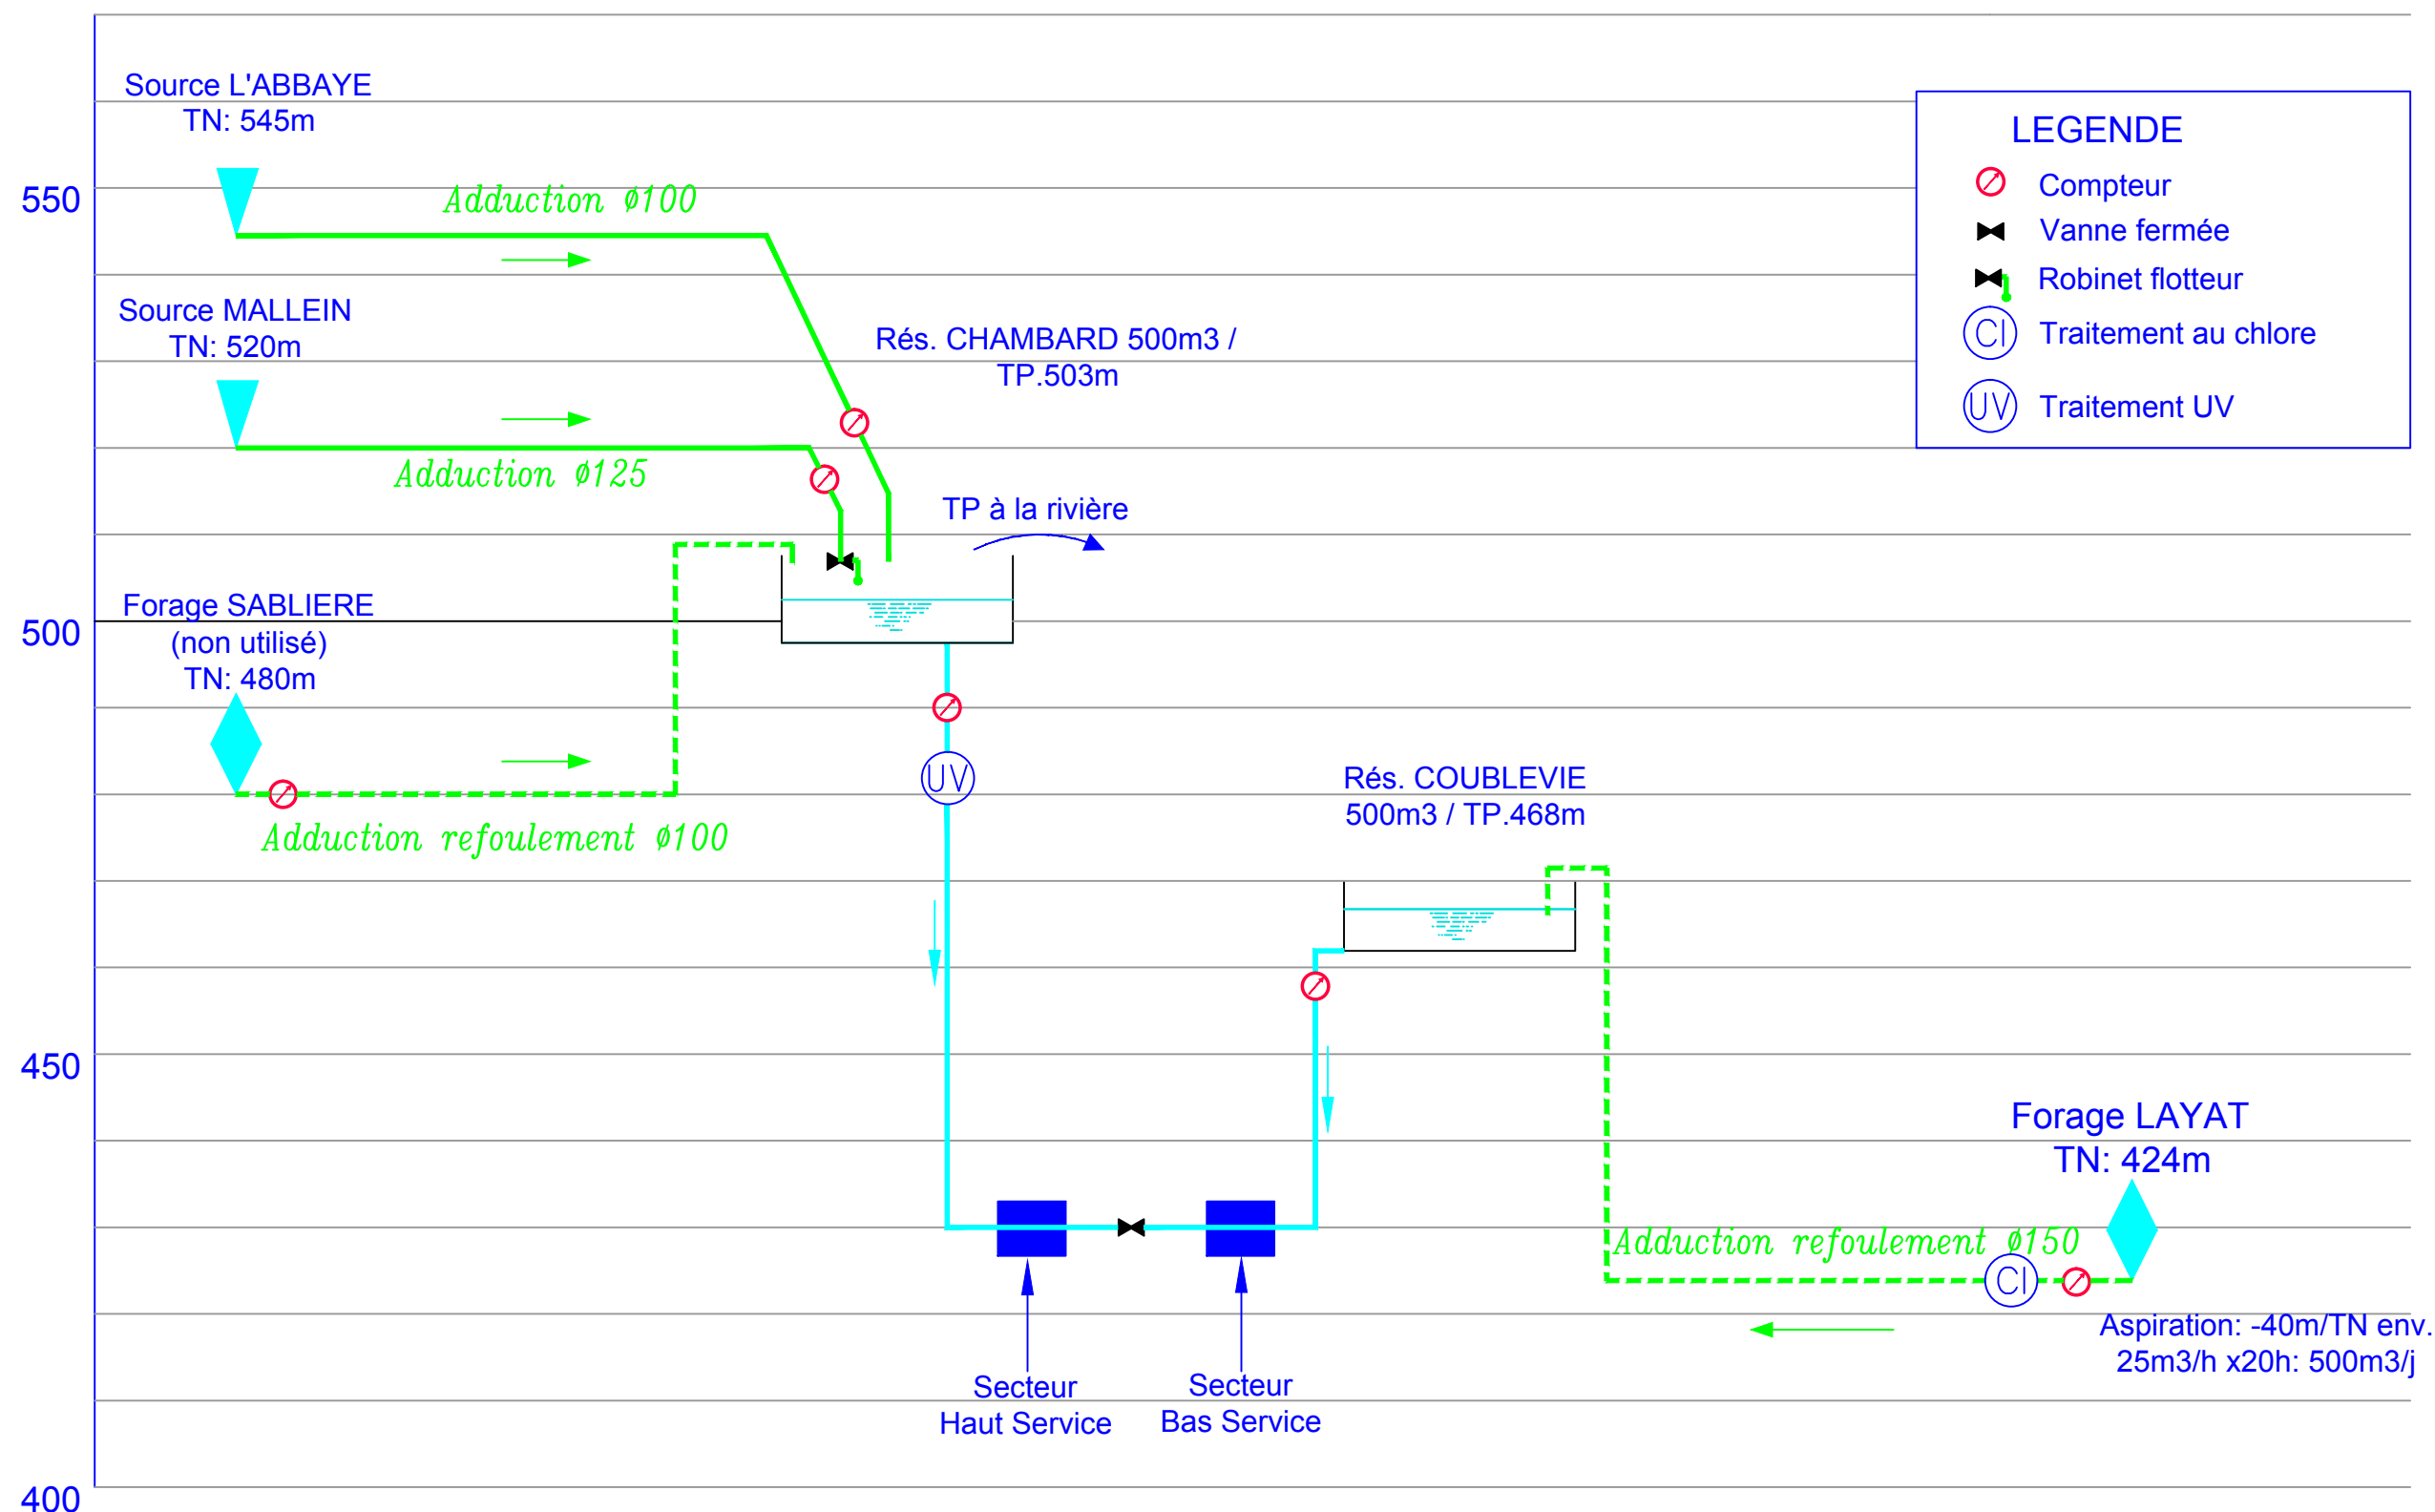 Source L'ABBAYE
TN: 545m
550
Adduction ø100
LEGENDE
Compteur
Vanne fermée
Robinet flotteur
Cl
Traitement au chlore
UV
Traitement UV
Source MALLEIN
TN: 520m
Rés. CHAMBARD 500m3 /
TP.503m
Adduction ø125
TP à la rivière
500
Forage SABLIERE
(non utilisé)
TN: 480m
UV
Adduction refoulement ø100
Rés. COUBLEVIE
500m3 / TP.468m
450
Forage LAYAT
TN: 424m
Adduction refoulement ø150
Cl
Aspiration: -40m/TN env.
25m3/h x20h: 500m3/j
Secteur
Haut Service
Secteur
Bas Service
400